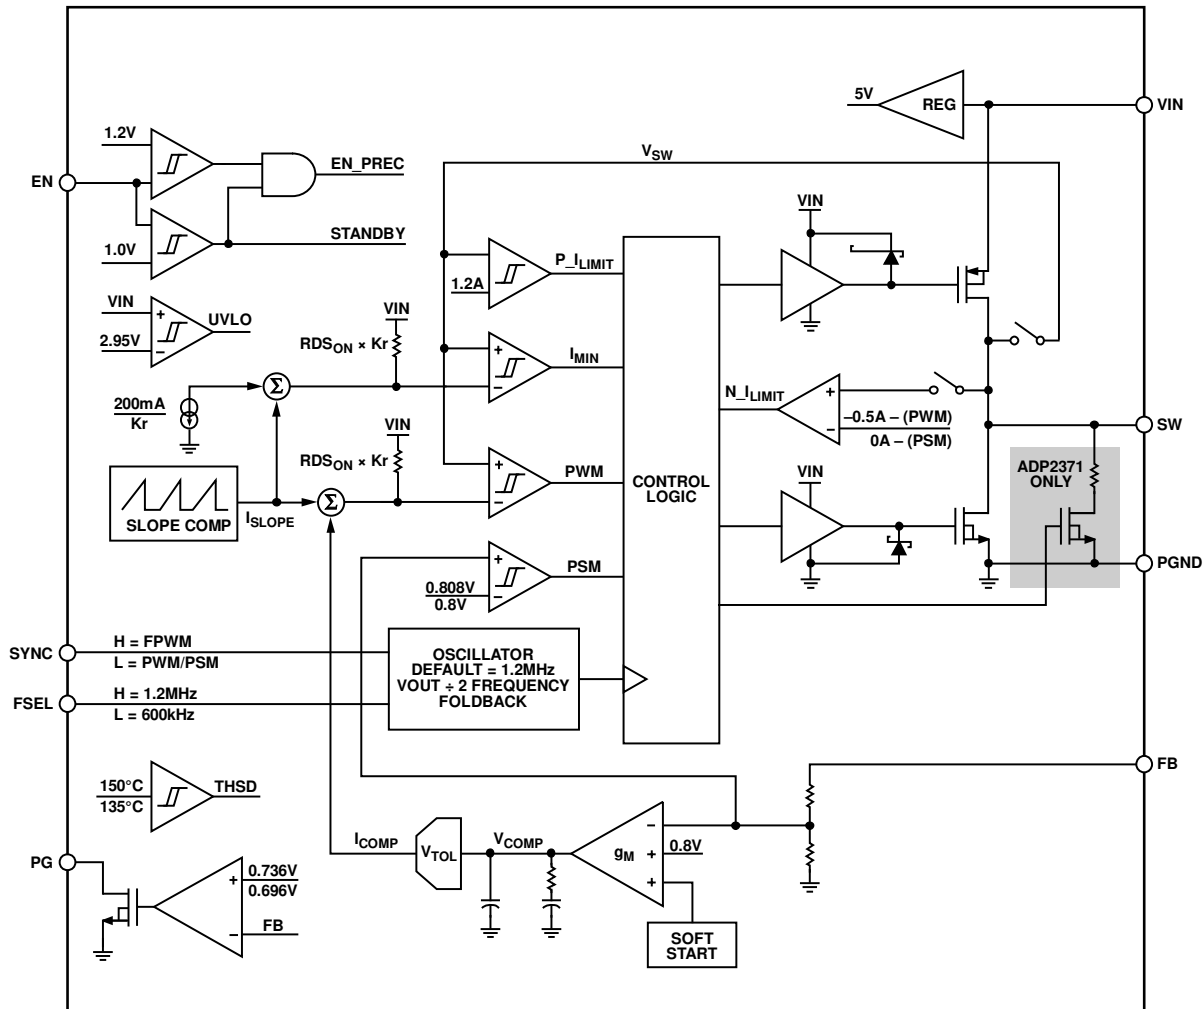 5V
REG
VIN
1.2V
EN
EN_PREC
1.0V
STANDBY
V_SW
VIN
P_I_LIMIT
1.2A
VIN
UVLO
2.95V
VIN
RDS_ON × Kr
I_MIN
200mA
Kr
Σ
N_I_LIMIT
–0.5A – (PWM)
0A – (PSM)
SW
VIN
RDS_ON × Kr
PWM
CONTROL
LOGIC
VIN
ADP2371
ONLY
SLOPE COMP
I_SLOPE
Σ
PSM
0.808V
0.8V
PGND
SYNC
H = FPWM
L = PWM/PSM
FSEL
H = 1.2MHz
L = 600kHz
OSCILLATOR
DEFAULT = 1.2MHz
VOUT ÷ 2 FREQUENCY
FOLDBACK
FB
150°C
135°C
THSD
I_COMP
V_TOL
V_COMP
g_M
0.8V
PG
0.736V
0.696V
FB
SOFT
START